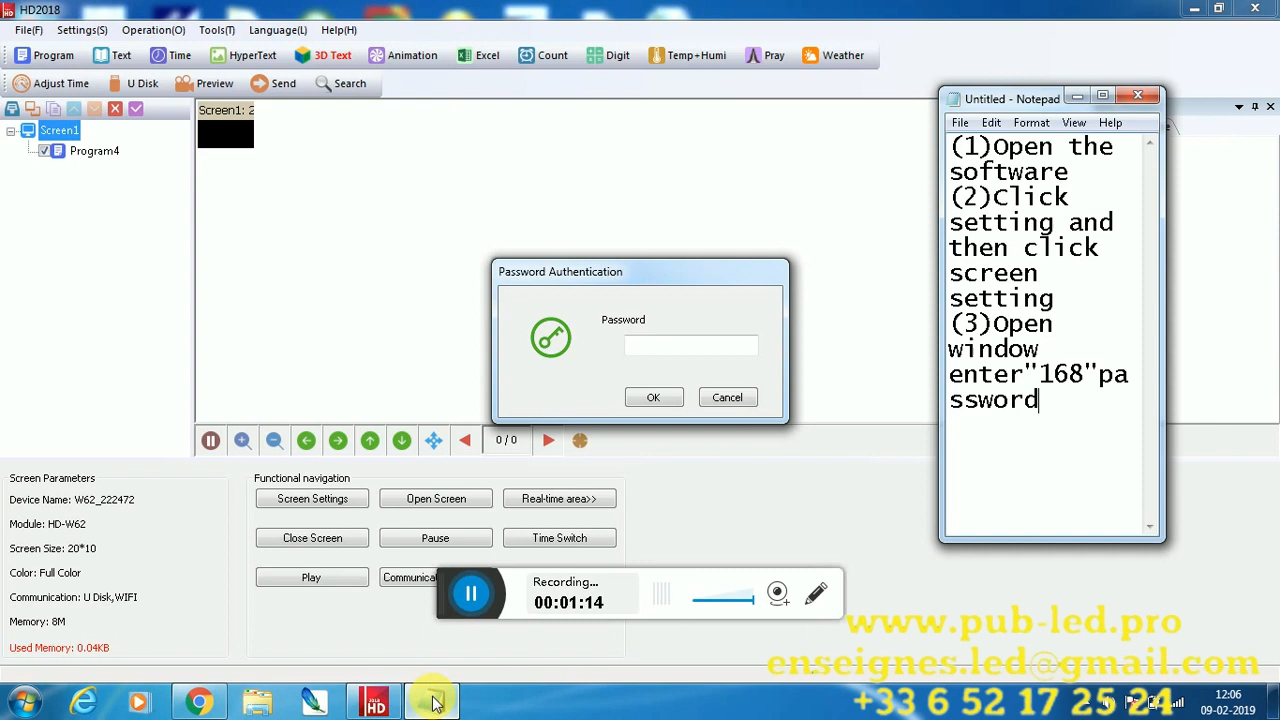 HD2018
File(F) Settings(S) Operation(O) Tools(T) Language(L) Help(H)
Program Text Time HyperText 3D Text Animation Excel Count Digit Temp+Humi Pray Weather
Adjust Time U Disk Preview Send Search
Screen1
Program4
Screen1: 2
Untitled - Notepad
File Edit Format View Help
(1)Open the
software
(2)Click
setting and
then click
screen
setting
(3)Open
window
enter"168"pa
ssword
Password Authentication
Password
OK Cancel
0 / 0
Screen Parameters
Device Name: W62_222472
Module: HD-W62
Screen Size: 20*10
Color: Full Color
Communication: U Disk,WIFI
Memory: 8M
Used Memory: 0.04KB
Functional navigation
Screen Settings Open Screen Real-time area>>
Close Screen Pause Time Switch
Play Communica
Recording...
00:01:14
www.pub-led.pro
enseignes.led@gmail.com
+33 6 52 17 25 24
12:06
09-02-2019